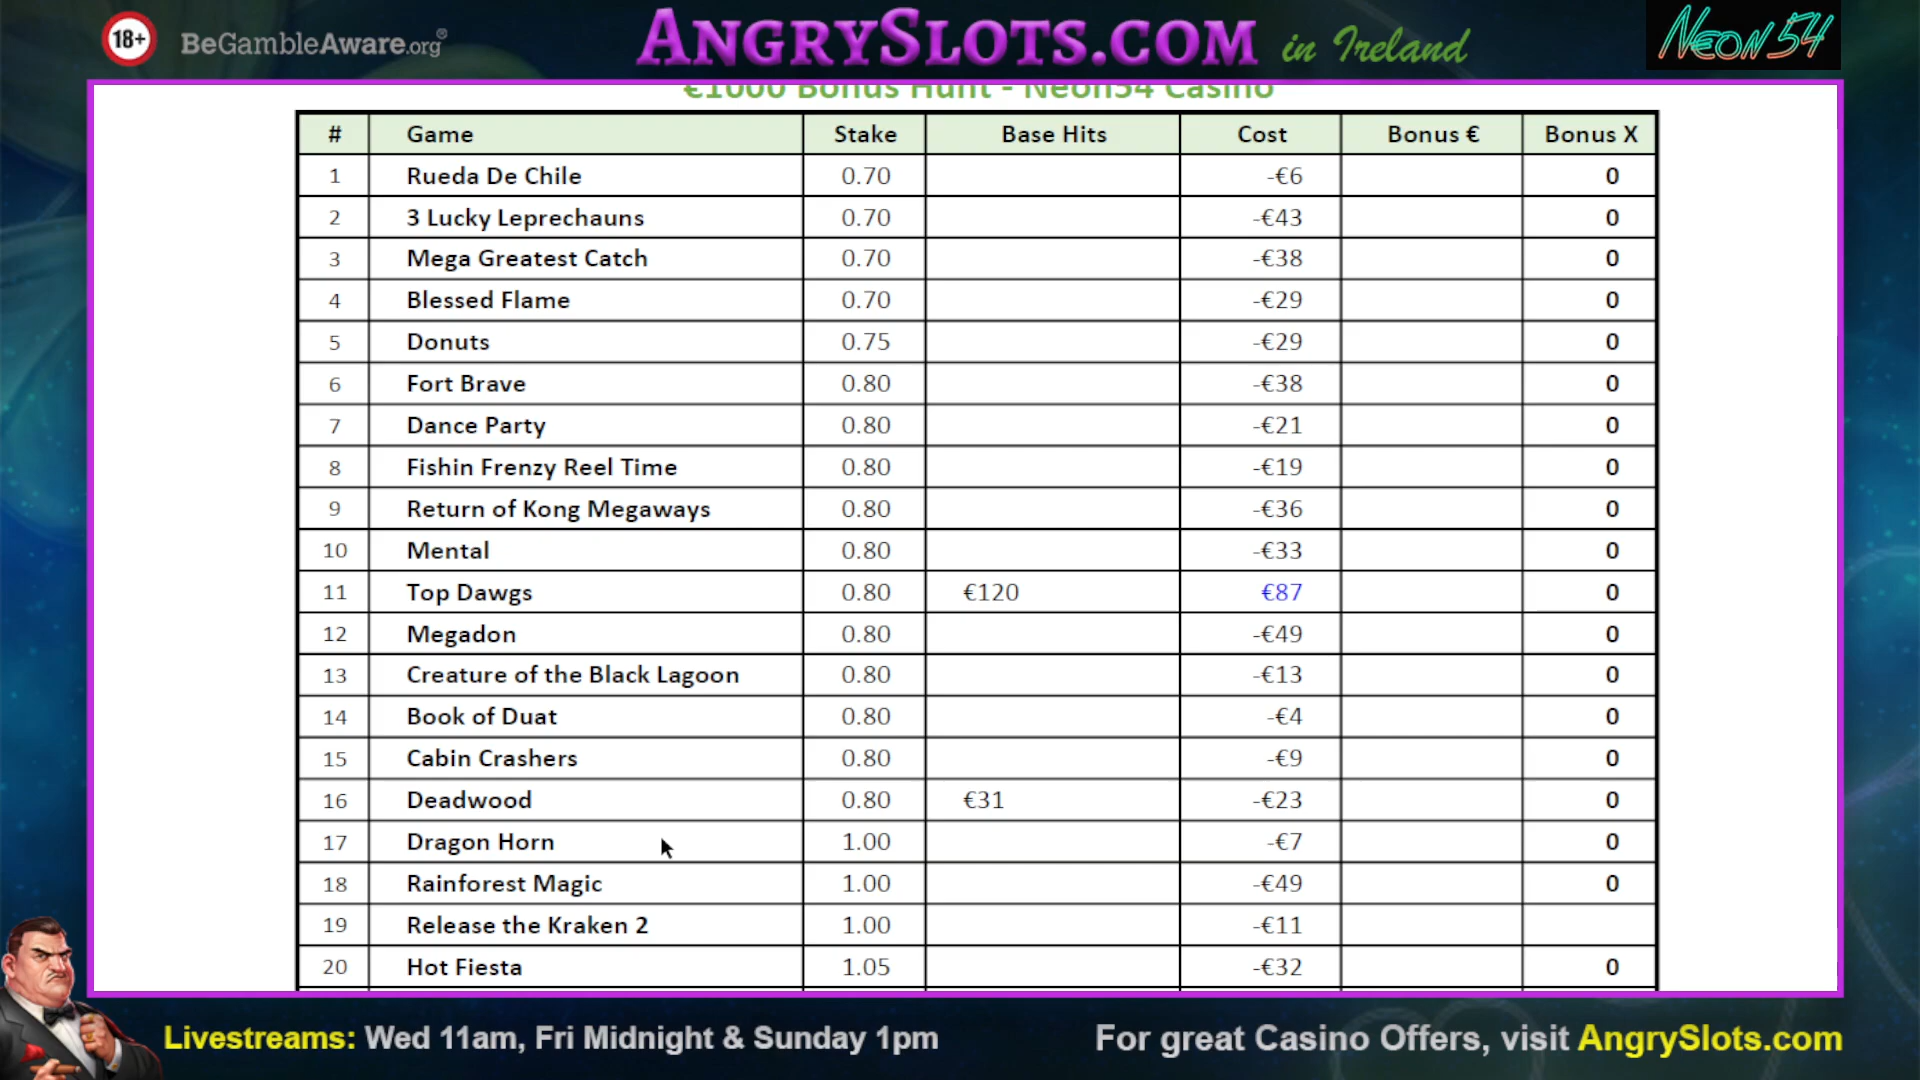 18+ BeGambleAware.org® ANGRYSLOTS.COM in Ireland NEON54
€1000 Bonus Hunt - Neon54 Casino
# Game Stake Base Hits Cost Bonus € Bonus X
1 Rueda De Chile 0.70 -€6 0
2 3 Lucky Leprechauns 0.70 -€43 0
3 Mega Greatest Catch 0.70 -€38 0
4 Blessed Flame 0.70 -€29 0
5 Donuts 0.75 -€29 0
6 Fort Brave 0.80 -€38 0
7 Dance Party 0.80 -€21 0
8 Fishin Frenzy Reel Time 0.80 -€19 0
9 Return of Kong Megaways 0.80 -€36 0
10 Mental 0.80 -€33 0
11 Top Dawgs 0.80 €120 €87 0
12 Megadon 0.80 -€49 0
13 Creature of the Black Lagoon 0.80 -€13 0
14 Book of Duat 0.80 -€4 0
15 Cabin Crashers 0.80 -€9 0
16 Deadwood 0.80 €31 -€23 0
17 Dragon Horn 1.00 -€7 0
18 Rainforest Magic 1.00 -€49 0
19 Release the Kraken 2 1.00 -€11
20 Hot Fiesta 1.05 -€32 0
Livestreams: Wed 11am, Fri Midnight & Sunday 1pm For great Casino Offers, visit AngrySlots.com